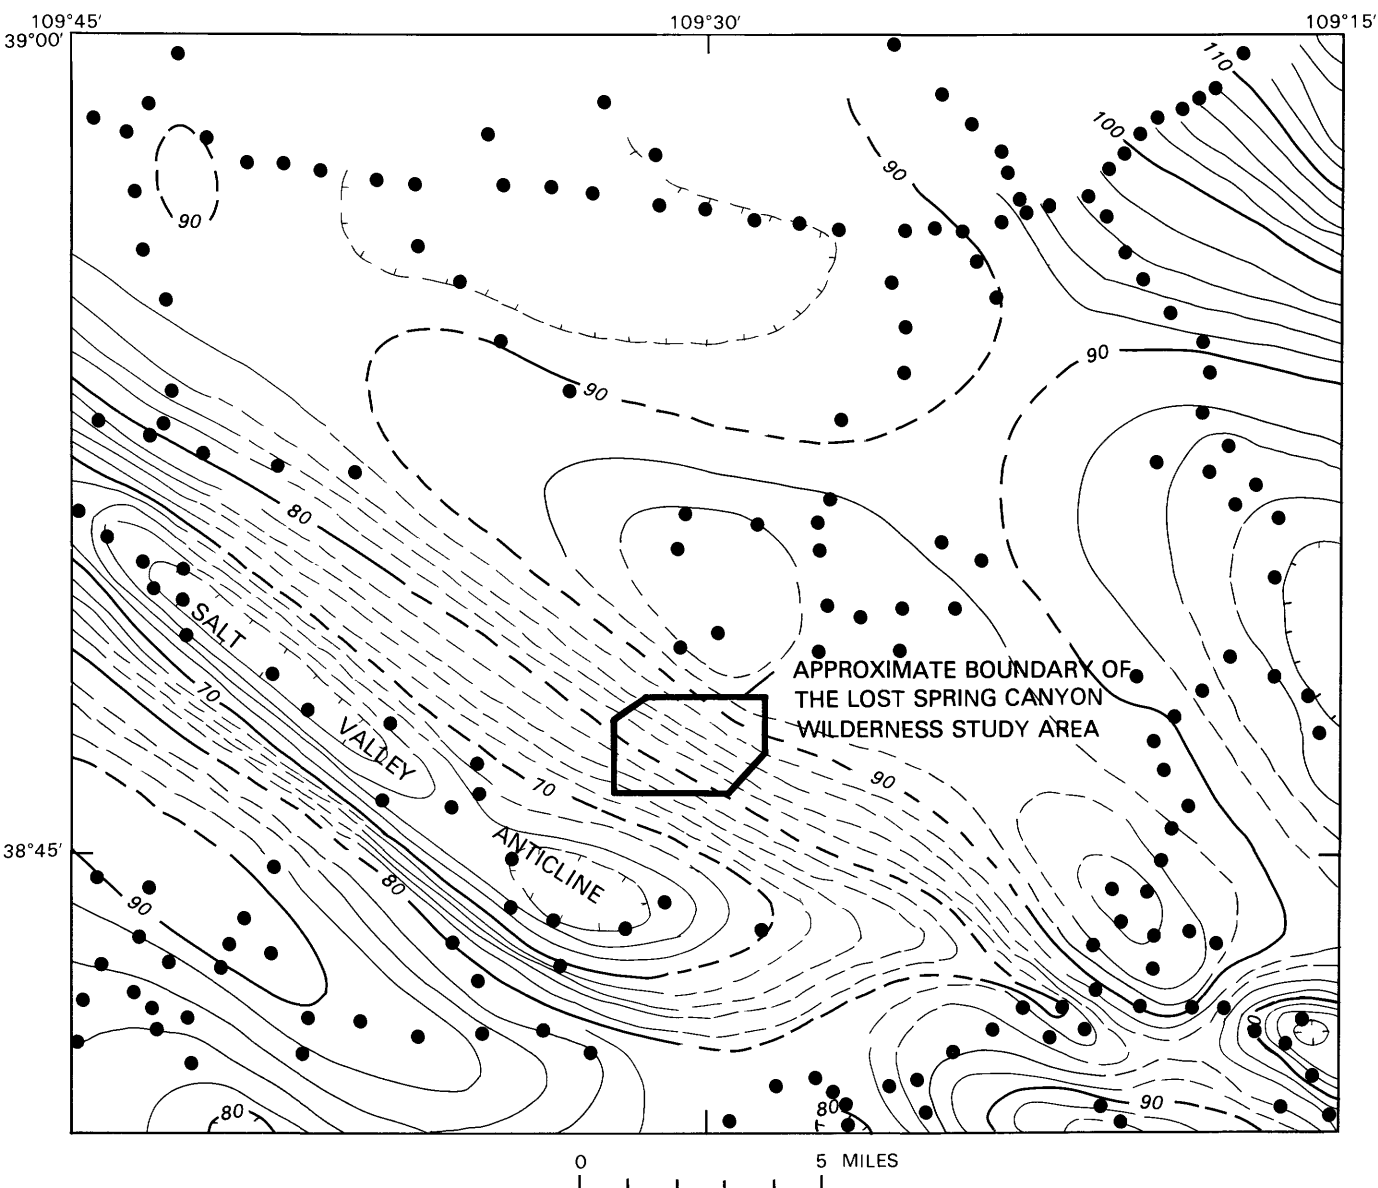 109°45′ 109°30′ 109°15′
39°00′
110
100
90
90
90
90
80
SALT
70
VALLEY
APPROXIMATE BOUNDARY OF
THE LOST SPRING CANYON
WILDERNESS STUDY AREA
90
70
ANTICLINE
38°45′
80
90
80
80
90
0 5 MILES